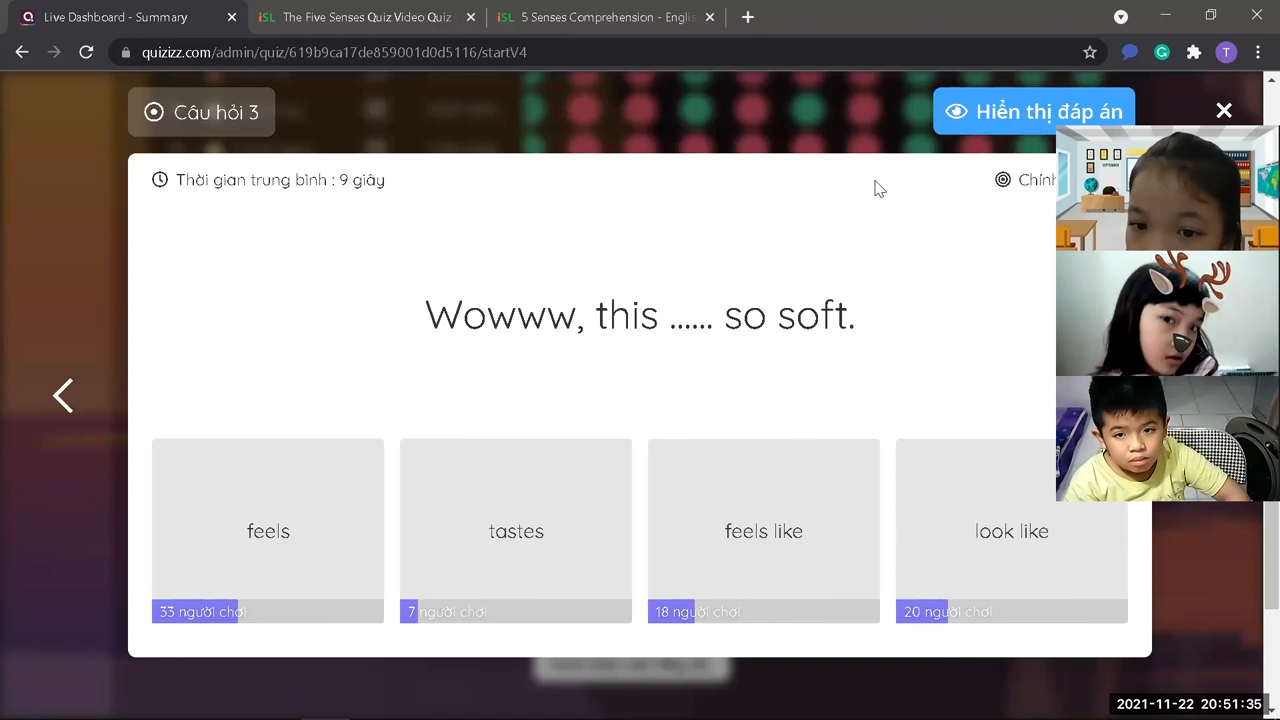 Live Dashboard - Summary
iSL The Five Senses Quiz Video Quiz
iSL 5 Senses Comprehension - Englis
quizizz.com/admin/quiz/619b9ca17de859001d0d5116/startV4
T
Câu hỏi 3
Hiển thị đáp án
Thời gian trung bình : 9 giây
Chính
Wowww, this ...... so soft.
feels
tastes
feels like
look like
33 người chơi
7 người chơi
18 người chơi
20 người chơi
2021-11-22 20:51:35